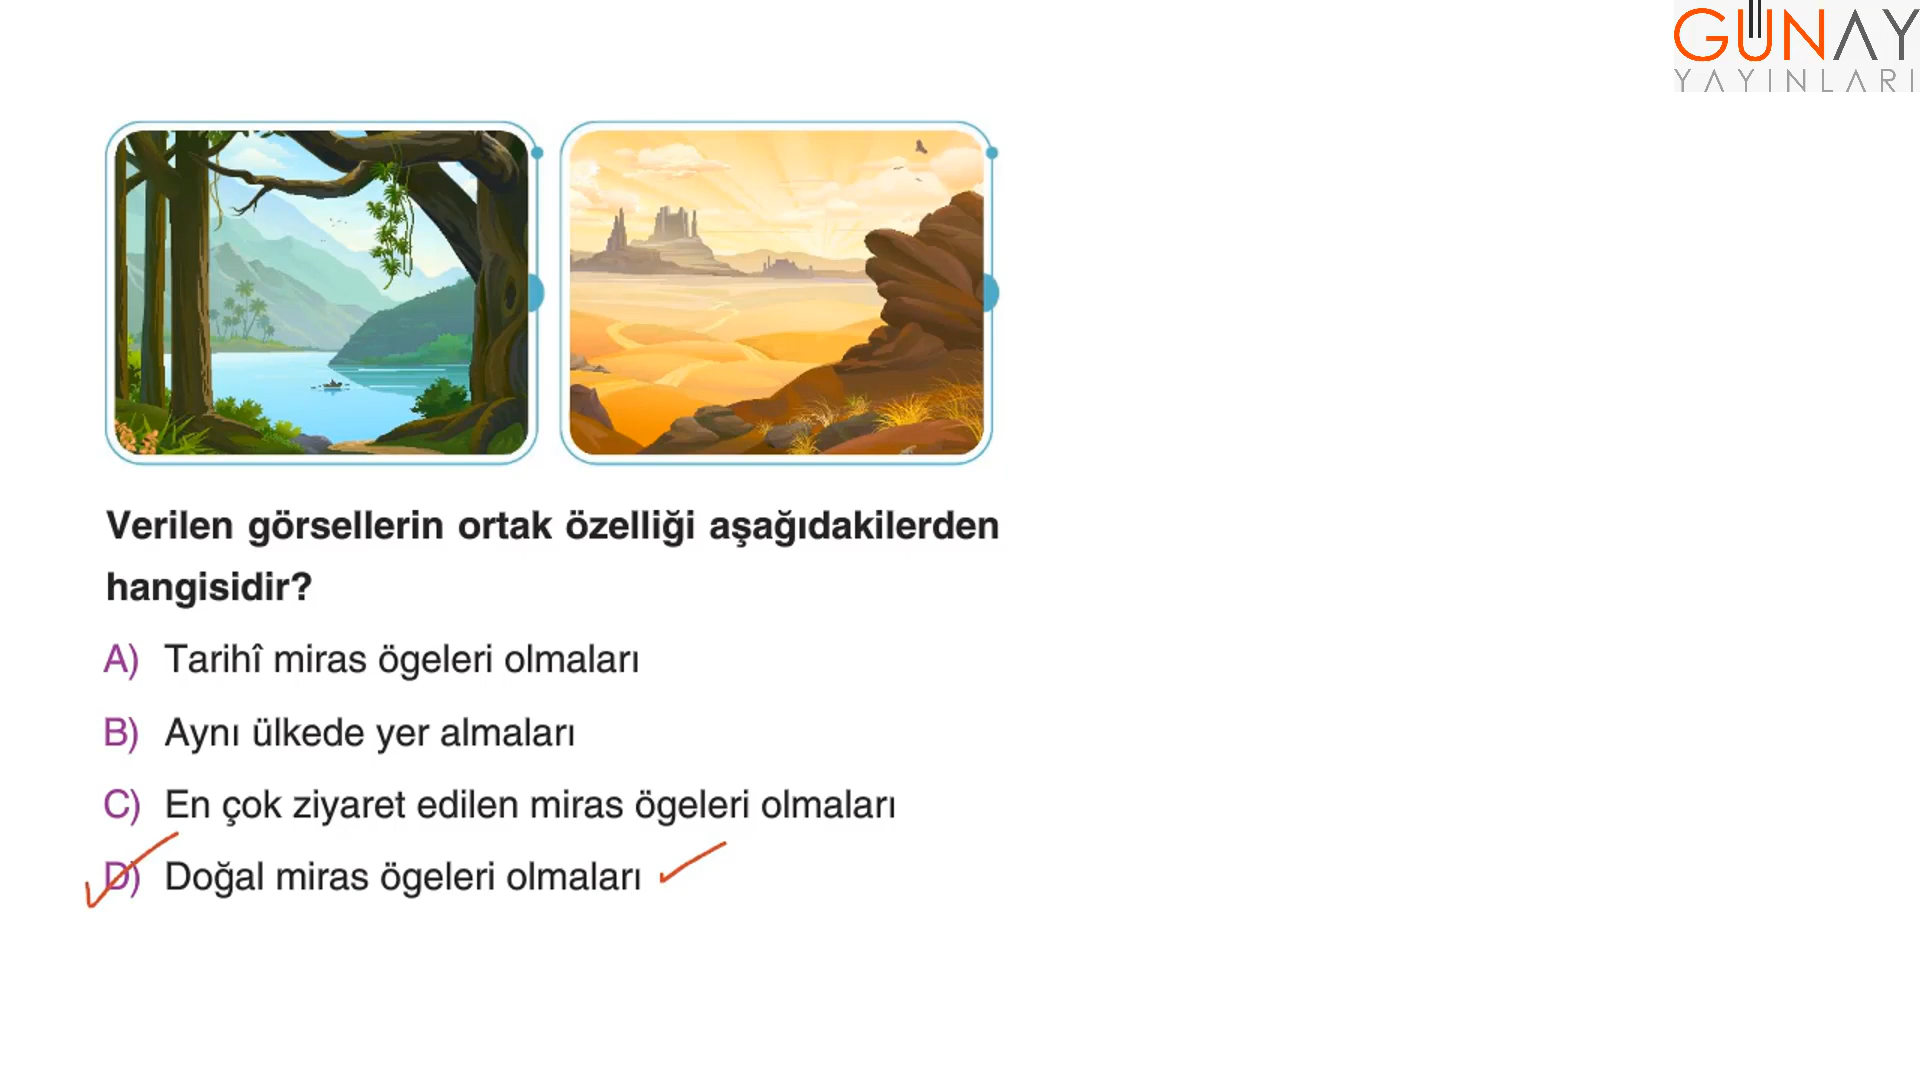 GÜNAY
YAYINLARI
Verilen görsellerin ortak özelliği aşağıdakilerden
hangisidir?
A) Tarihî miras ögeleri olmaları
B) Aynı ülkede yer almaları
C) En çok ziyaret edilen miras ögeleri olmaları
D) Doğal miras ögeleri olmaları